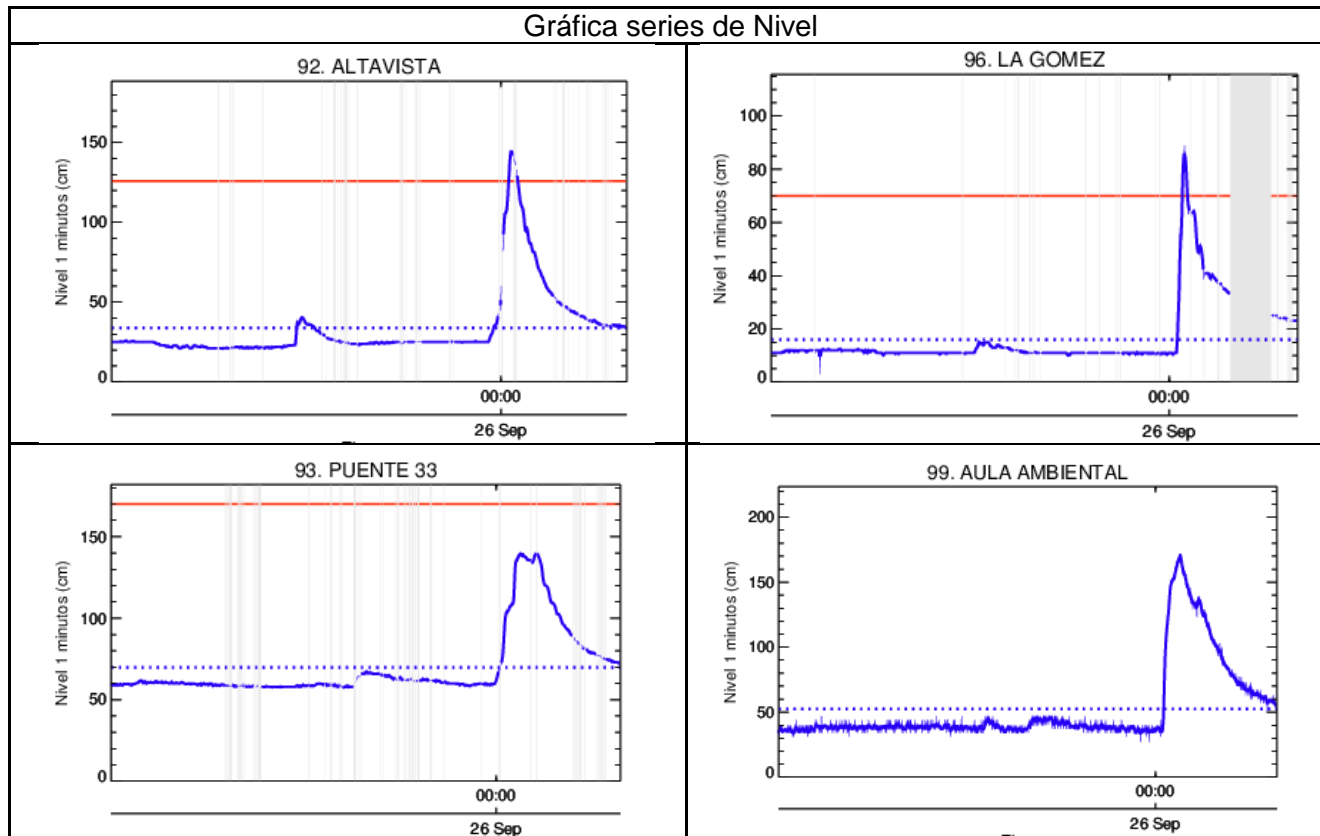 Gráfica series de Nivel
92. ALTAVISTA
Nivel 1 minutos (cm)
150
100
50
0
00:00
26 Sep
96. LA GOMEZ
Nivel 1 minutos (cm)
100
80
60
40
20
0
00:00
26 Sep
93. PUENTE 33
Nivel 1 minutos (cm)
150
100
50
0
00:00
26 Sep
99. AULA AMBIENTAL
Nivel 1 minutos (cm)
200
150
100
50
0
00:00
26 Sep